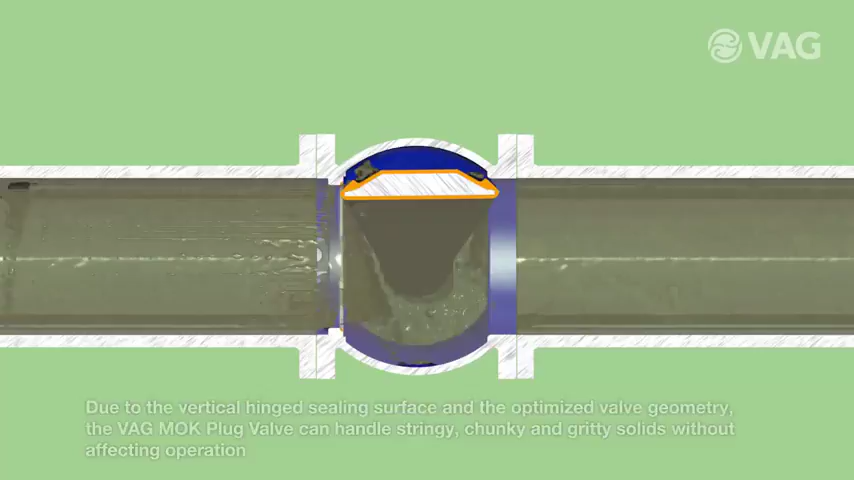 VAG
Due to the vertical hinged sealing surface and the optimized valve geometry,
the VAG MOK Plug Valve can handle stringy, chunky and gritty solids without
affecting operation